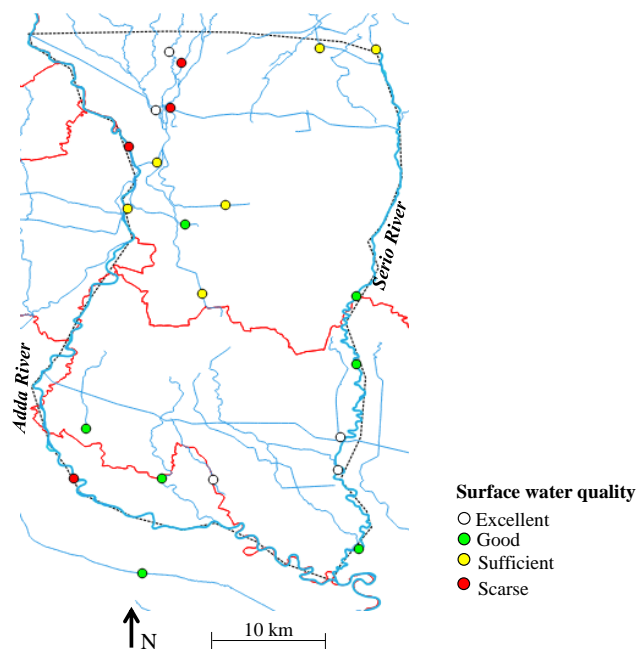 Serio River
Adda River
Surface water quality
Excellent
Good
Sufficient
Scarse
N
10 km